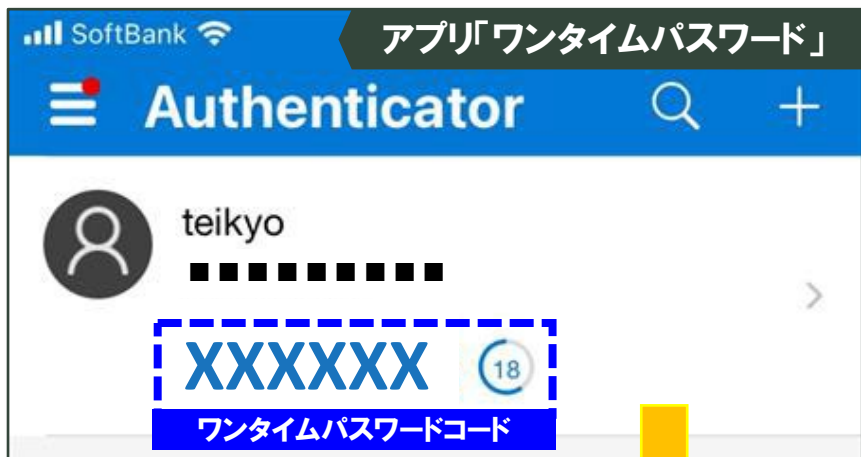 SoftBank
アプリ「ワンタイムパスワード」
Authenticator
teikyo
■■■■■■■■■
XXXXXX 18
ワンタイムパスワードコード